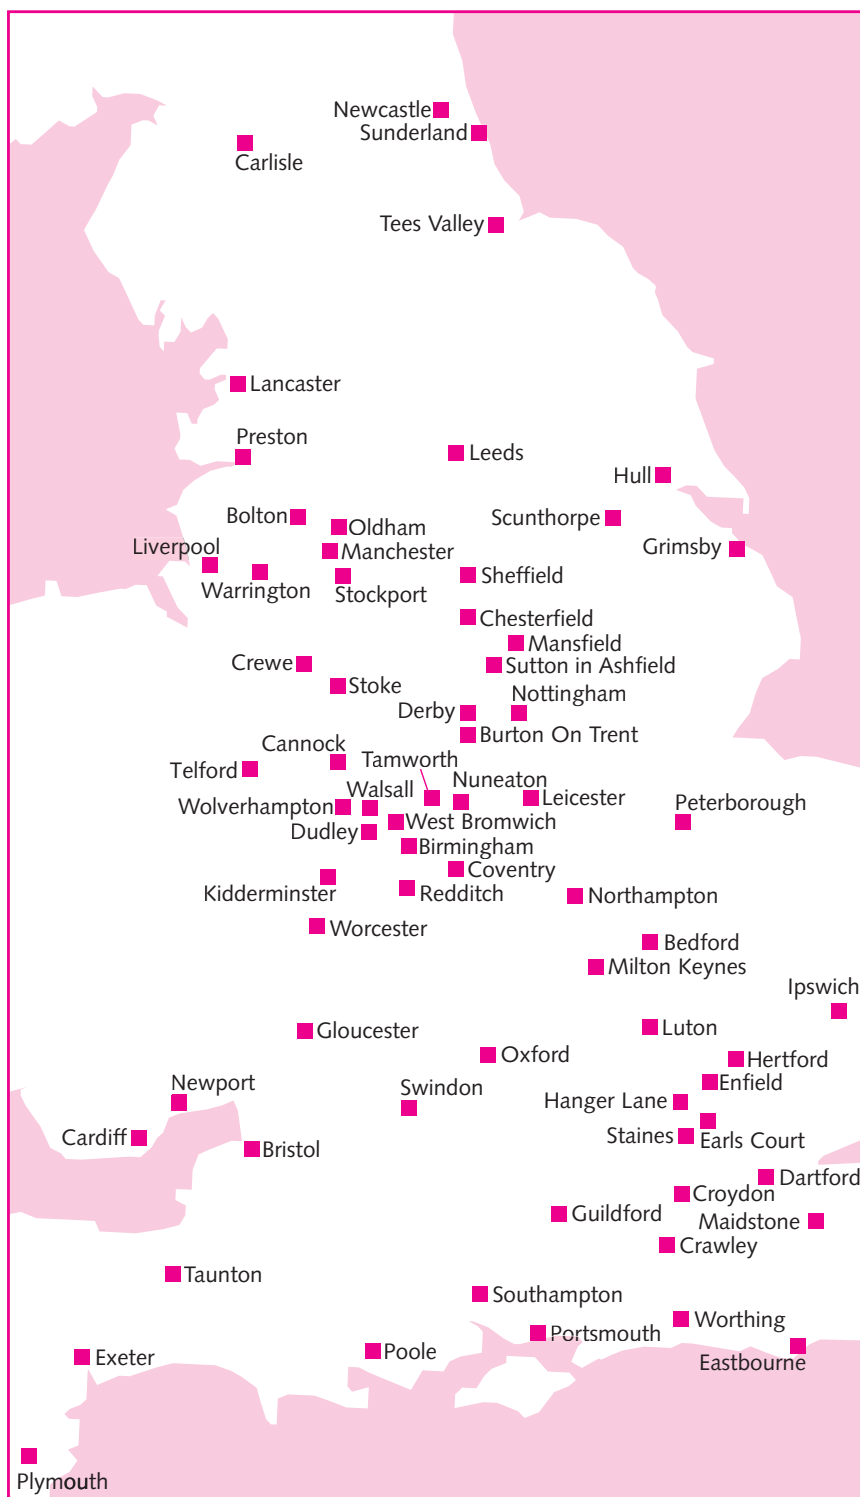 Newcastle
Sunderland
Carlisle
Tees Valley
Lancaster
Preston
Leeds
Hull
Bolton
Oldham
Scunthorpe
Liverpool
Manchester
Grimsby
Warrington
Stockport
Sheffield
Chesterfield
Mansfield
Crewe
Sutton in Ashfield
Stoke
Nottingham
Derby
Burton On Trent
Cannock
Tamworth
Telford
Walsall
Nuneaton
Leicester
Peterborough
Wolverhampton
West Bromwich
Dudley
Birmingham
Coventry
Kidderminster
Redditch
Northampton
Worcester
Bedford
Milton Keynes
Ipswich
Gloucester
Luton
Oxford
Hertford
Newport
Swindon
Enfield
Hanger Lane
Cardiff
Staines
Earls Court
Bristol
Dartford
Croydon
Guildford
Maidstone
Crawley
Taunton
Southampton
Worthing
Portsmouth
Exeter
Poole
Eastbourne
Plymouth